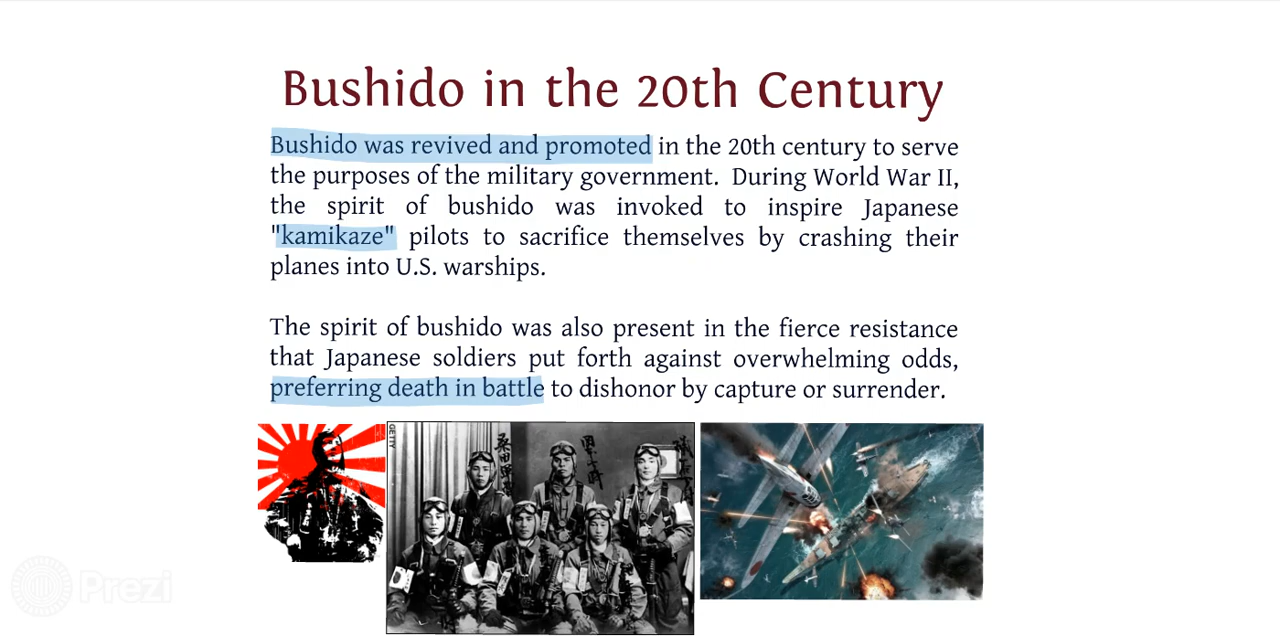 Bushido in the 20th Century
Bushido was revived and promoted in the 20th century to serve
the purposes of the military government. During World War II,
the spirit of bushido was invoked to inspire Japanese
"kamikaze" pilots to sacrifice themselves by crashing their
planes into U.S. warships.
The spirit of bushido was also present in the fierce resistance
that Japanese soldiers put forth against overwhelming odds,
preferring death in battle to dishonor by capture or surrender.
GETTY
Prezi